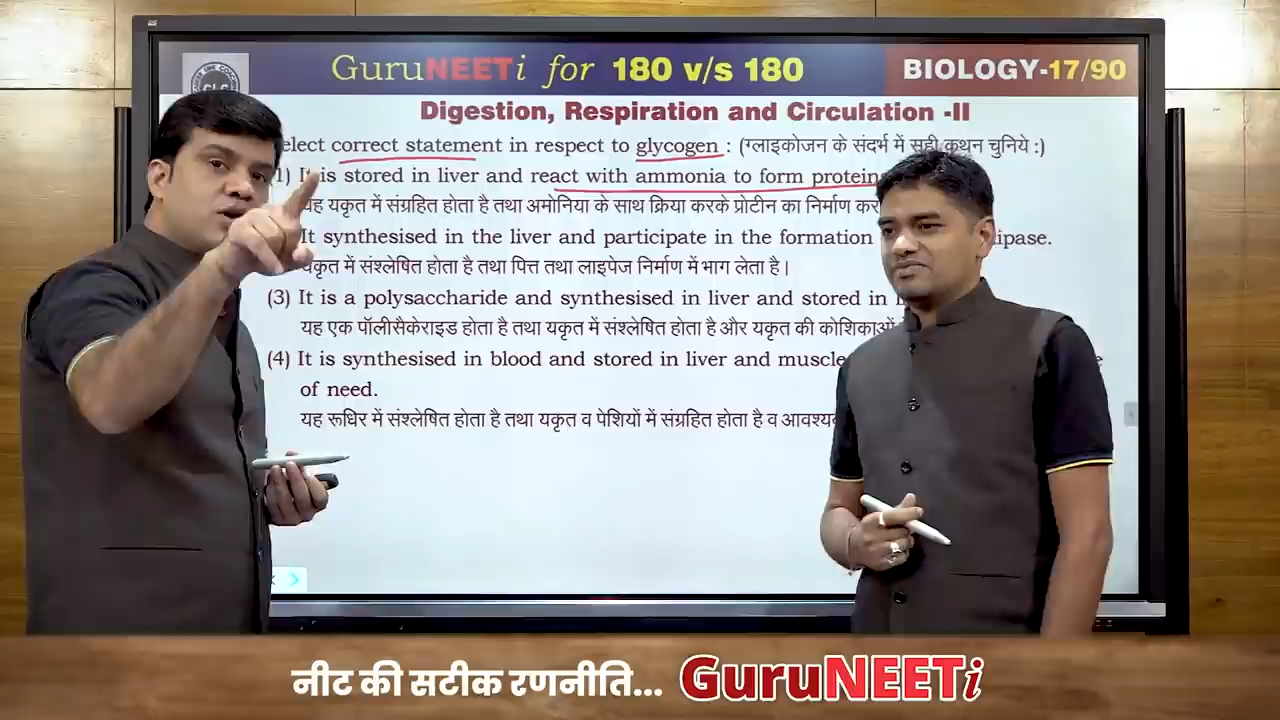 GuruNEETi for 180 v/s 180
BIOLOGY-17/90
Digestion, Respiration and Circulation -II
elect correct statement in respect to glycogen : (ग्लाइकोजन के संदर्भ में सही कथन चुनिये :)
1) It is stored in liver and react with ammonia to form protein
यह यकृत में संग्रहित होता है तथा अमोनिया के साथ क्रिया करके प्रोटीन का निर्माण कर
It synthesised in the liver and participate in the formation lipase.
यकृत में संश्लेषित होता है तथा पित्त तथा लाइपेज निर्माण में भाग लेता है।
(3) It is a polysaccharide and synthesised in liver and stored in
यह एक पॉलीसैकेराइड होता है तथा यकृत में संश्लेषित होता है और यकृत की कोशिकाओं
(4) It is synthesised in blood and stored in liver and muscle
of need.
यह रूधिर में संश्लेषित होता है तथा यकृत व पेशियों में संग्रहित होता है व
नीट की सटीक रणनीति... GuruNEETi